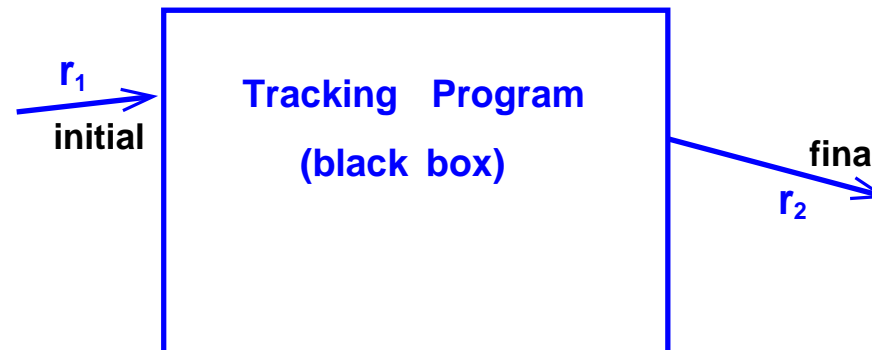 r₁
initial
Tracking Program
(black box)
fina
r₂